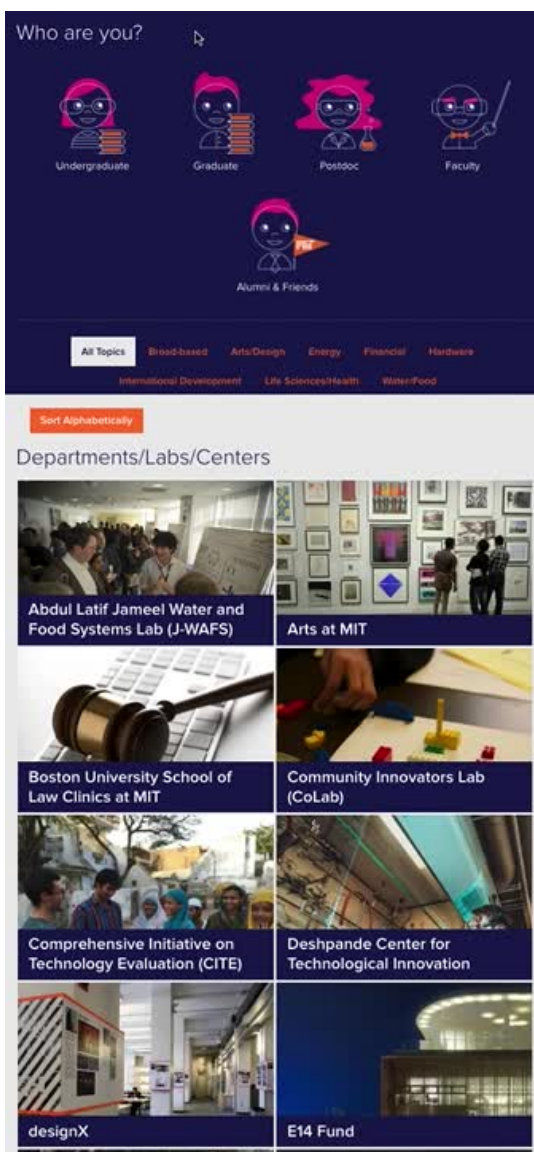 Who are you?
Undergraduate
Graduate
Postdoc
Faculty
MIT
Alumni & Friends
All Topics
Broad-based
Arts/Design
Energy
Financial
Hardware
International Development
Life Sciences/Health
Water/Food
Sort Alphabetically
Departments/Labs/Centers
Abdul Latif Jameel Water and
Food Systems Lab (J-WAFS)
Arts at MIT
Boston University School of
Law Clinics at MIT
Community Innovators Lab
(CoLab)
Comprehensive Initiative on
Technology Evaluation (CITE)
Deshpande Center for
Technological Innovation
designX
E14 Fund